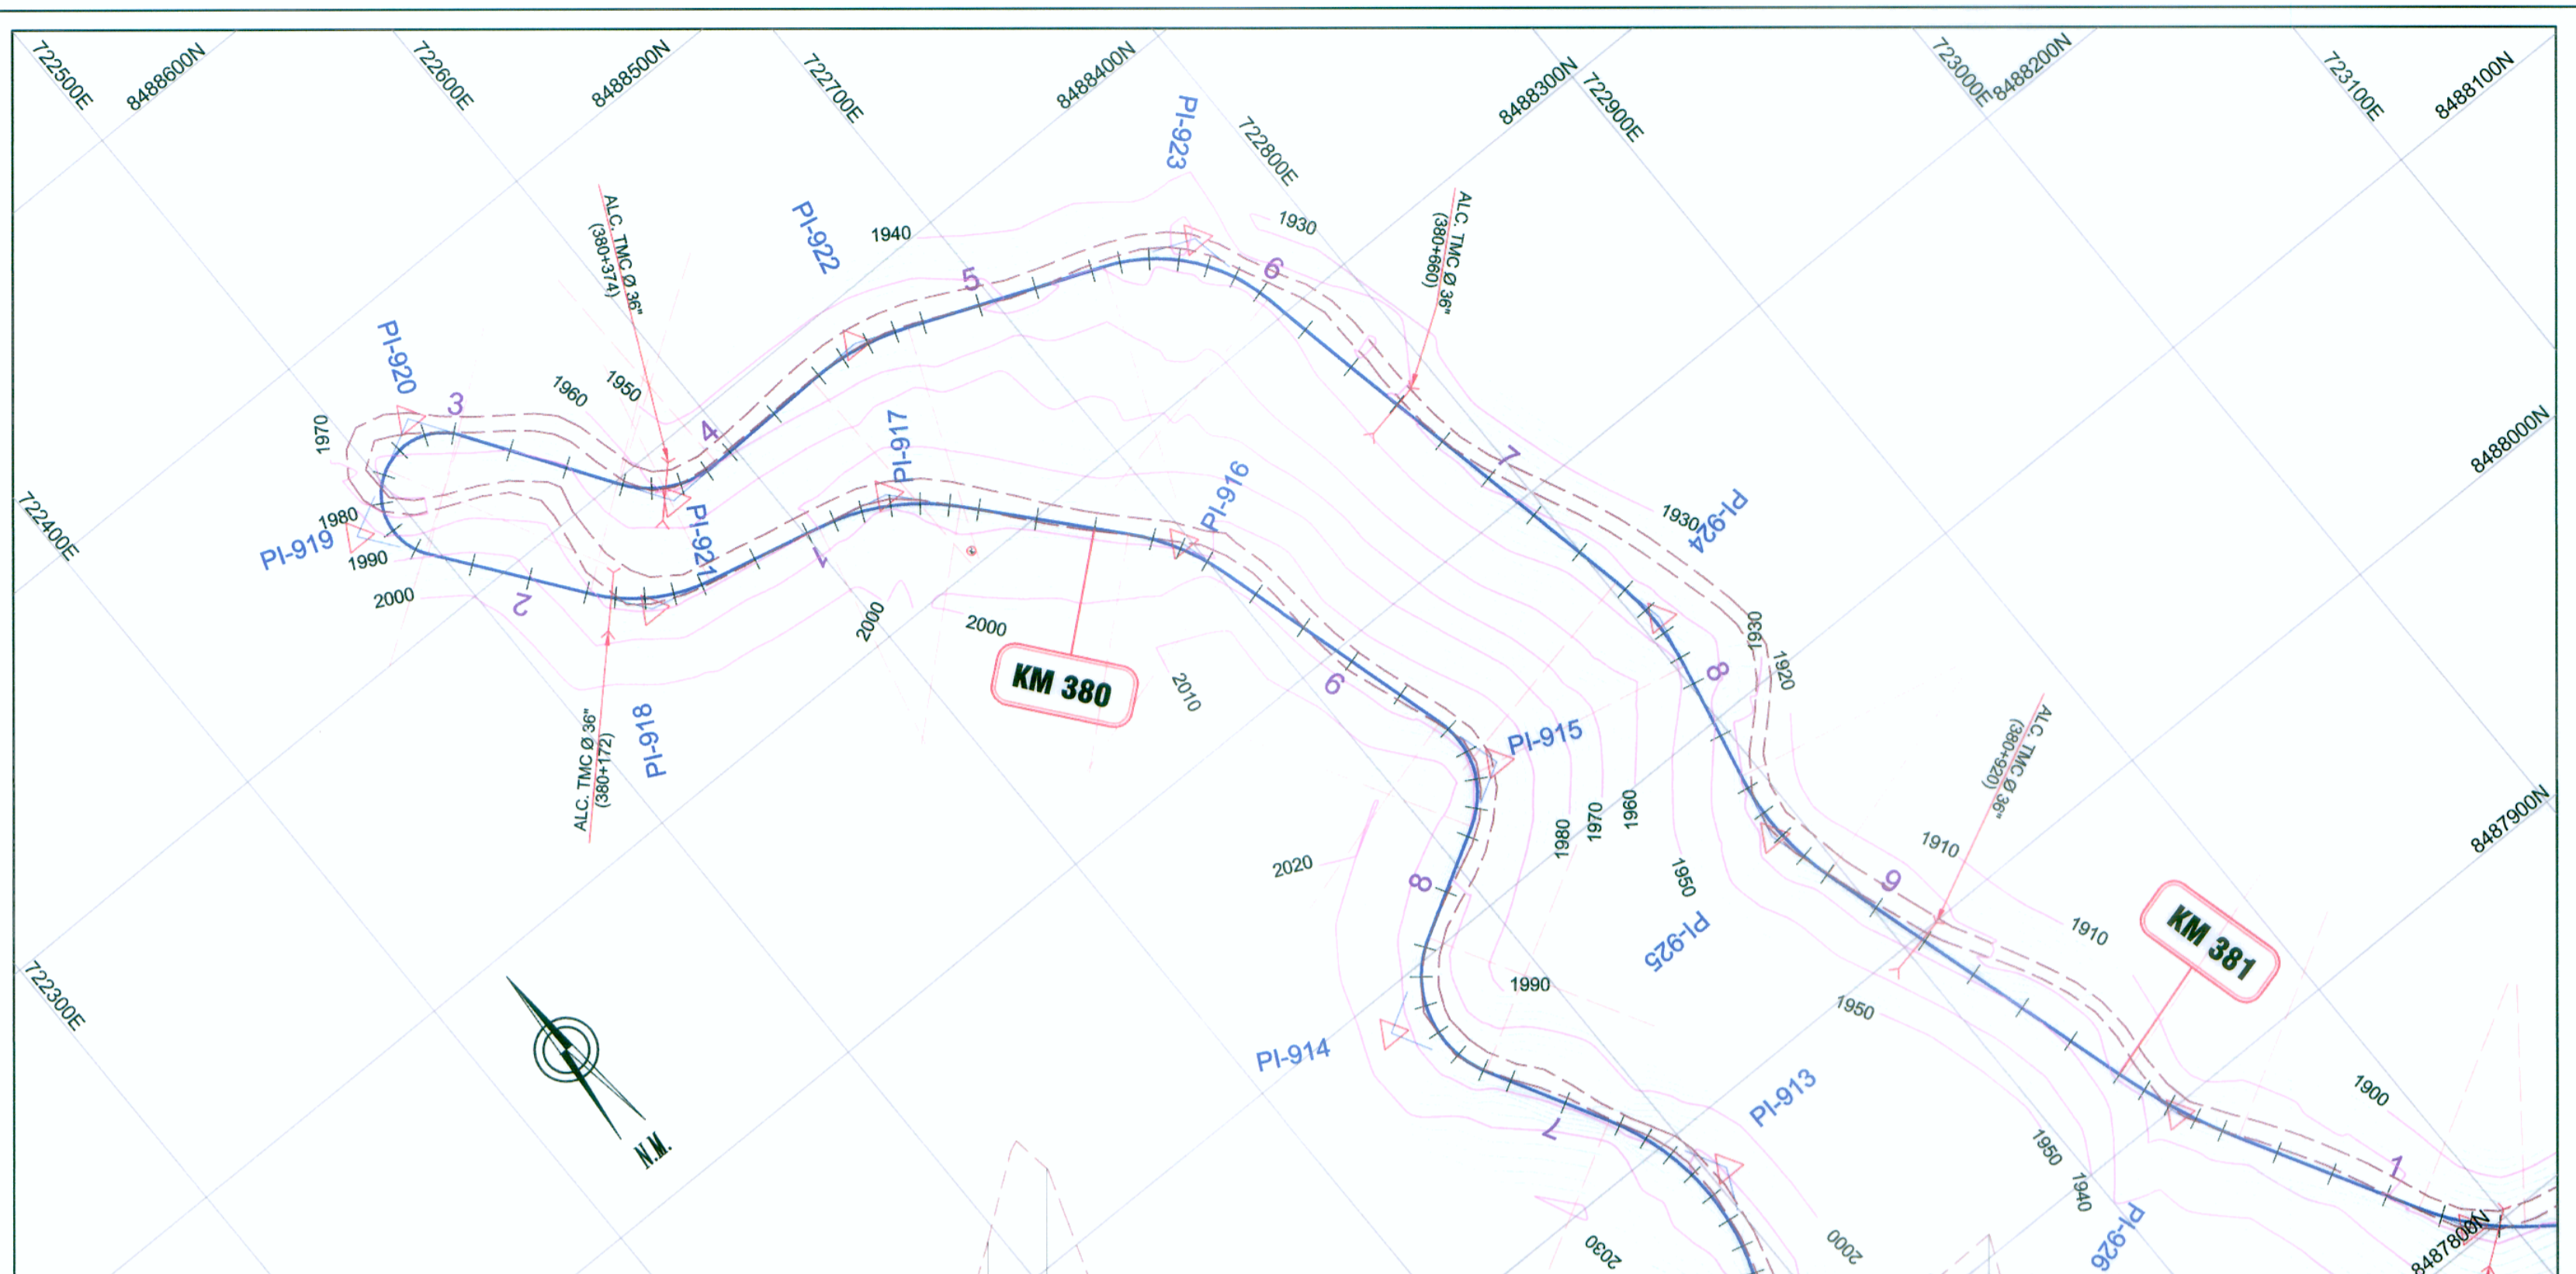 722500E
8488600N
722600E
8488500N
722700E
8488400N
722800E
8488300N
722900E
723000E
8488200N
723100E
8488100N
PI-923
ALC. TMC Ø 36"
(380+374)
PI-922
1940
1930
ALC. TMC Ø 36"
(380+660)
5
6
PI-920
1960
1950
3
4
1970
PI-917
PI-916
7
8488000N
722400E
1980
PI-919
1990
2000
2
PI-921
1
1930
PI-924
2000
2000
KM 380
2010
9
1930
1920
8
ALC. TMC Ø 36"
(380+172)
PI-918
PI-915
ALC. TMC Ø 36"
(380+920)
1980
1970
1960
8487900N
2020
8
1950
1910
9
PI-925
1910
KM 381
722300E
1990
1950
PI-914
N.M.
PI-913
7
1900
1950
1940
1
PI-926
2030
2000
8487800N